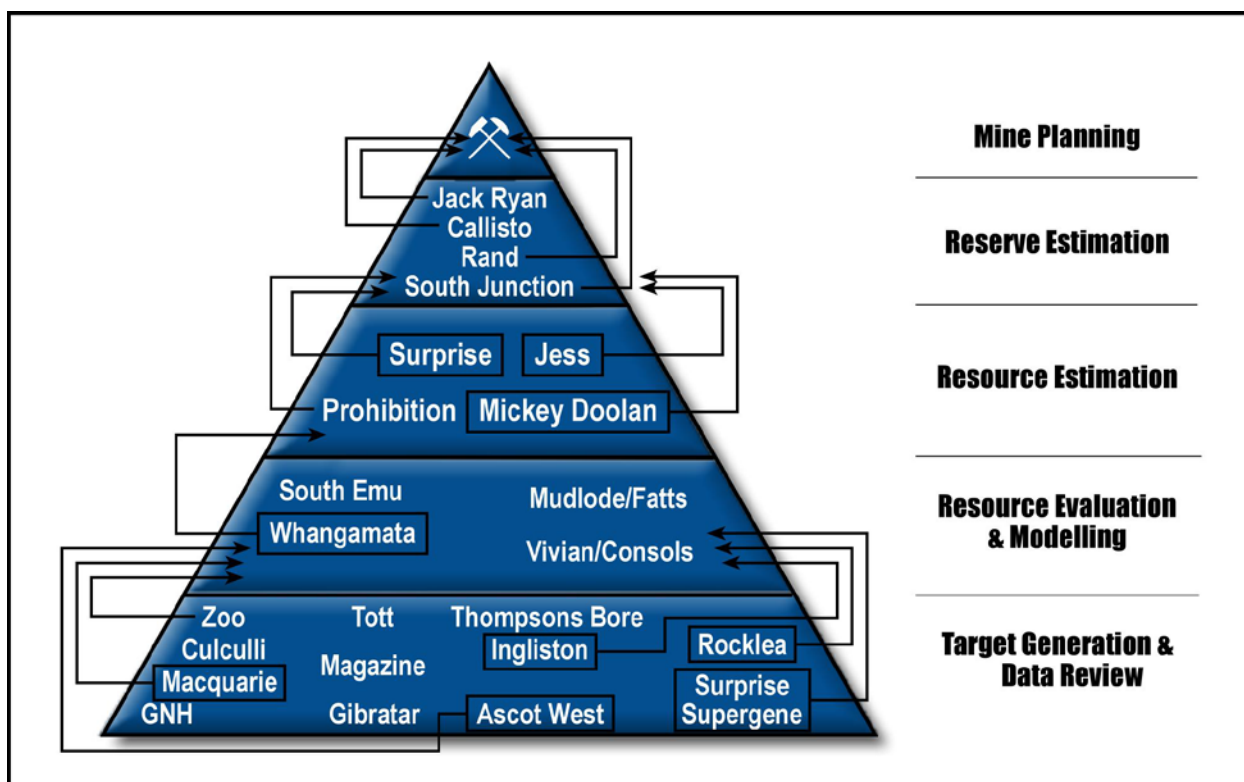 Mine Planning
Jack Ryan
Callisto
Rand
South Junction
Reserve Estimation
Surprise
Jess
Prohibition
Mickey Doolan
Resource Estimation
South Emu
Mudlode/Fatts
Whangamata
Vivian/Consols
Resource Evaluation
& Modelling
Zoo
Tott
Thompsons Bore
Culculli
Magazine
Ingliston
Rocklea
Macquarie
Surprise
Supergene
GNH
Gibratar
Ascot West
Target Generation &
Data Review